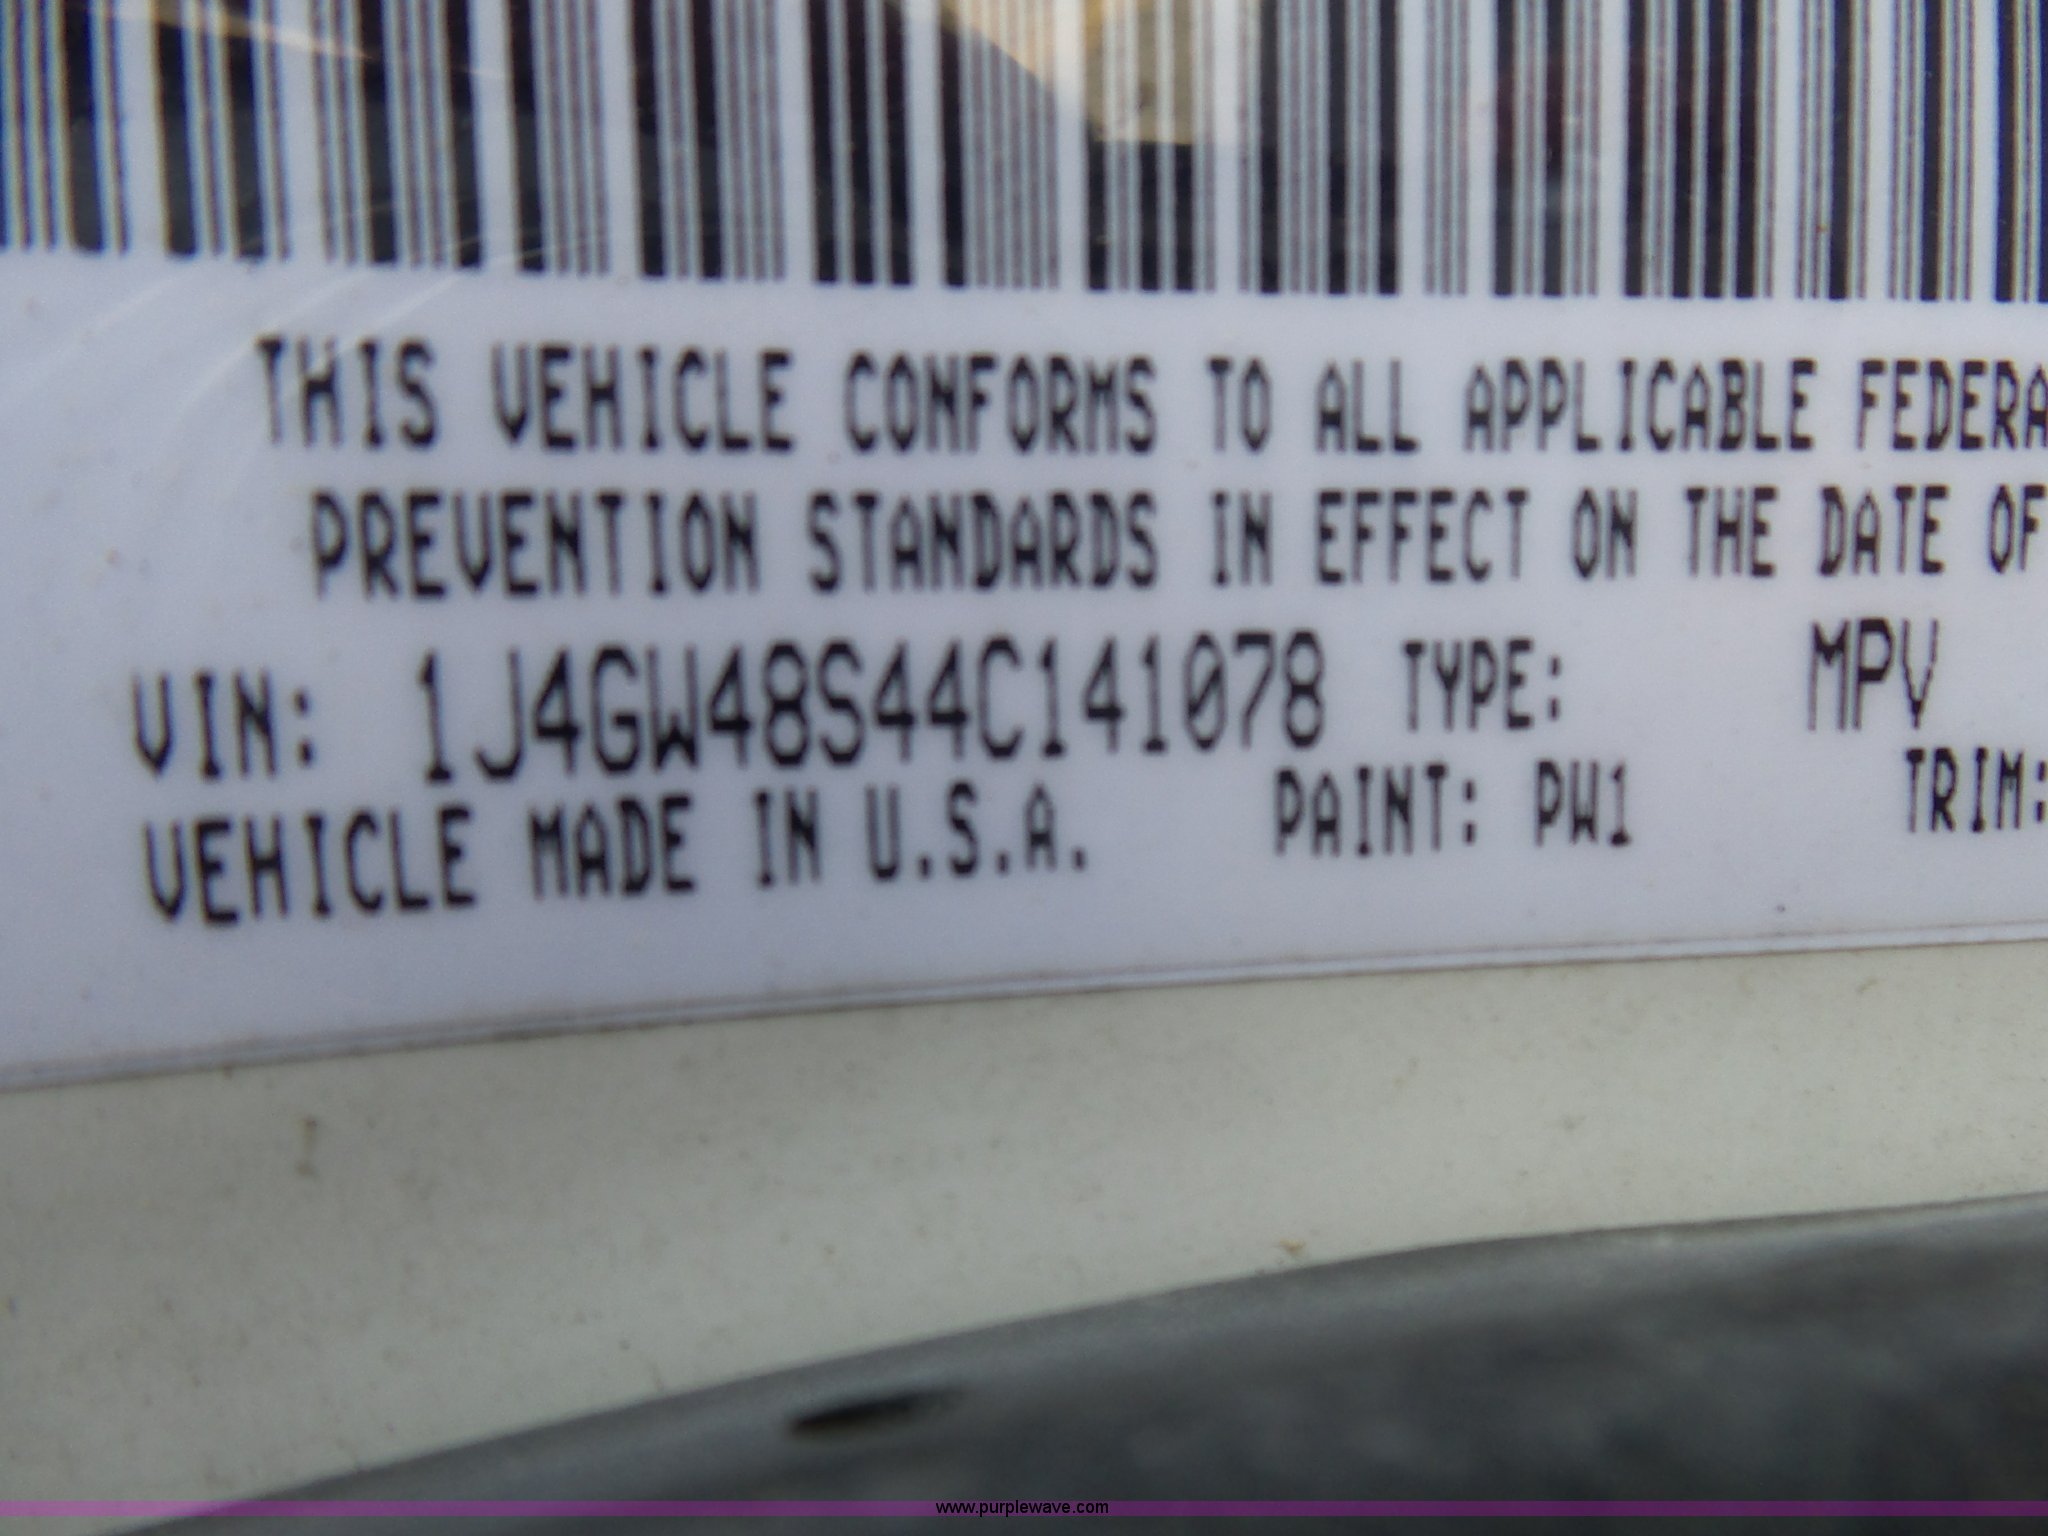 THIS VEHICLE CONFORMS TO ALL APPLICABLE FEDERA
PREVENTION STANDARDS IN EFFECT ON THE DATE OF
VIN: 1J4GW48S44C141078 TYPE: MPV
VEHICLE MADE IN U.S.A. PAINT: PW1 TRIM:
www.purplewave.com